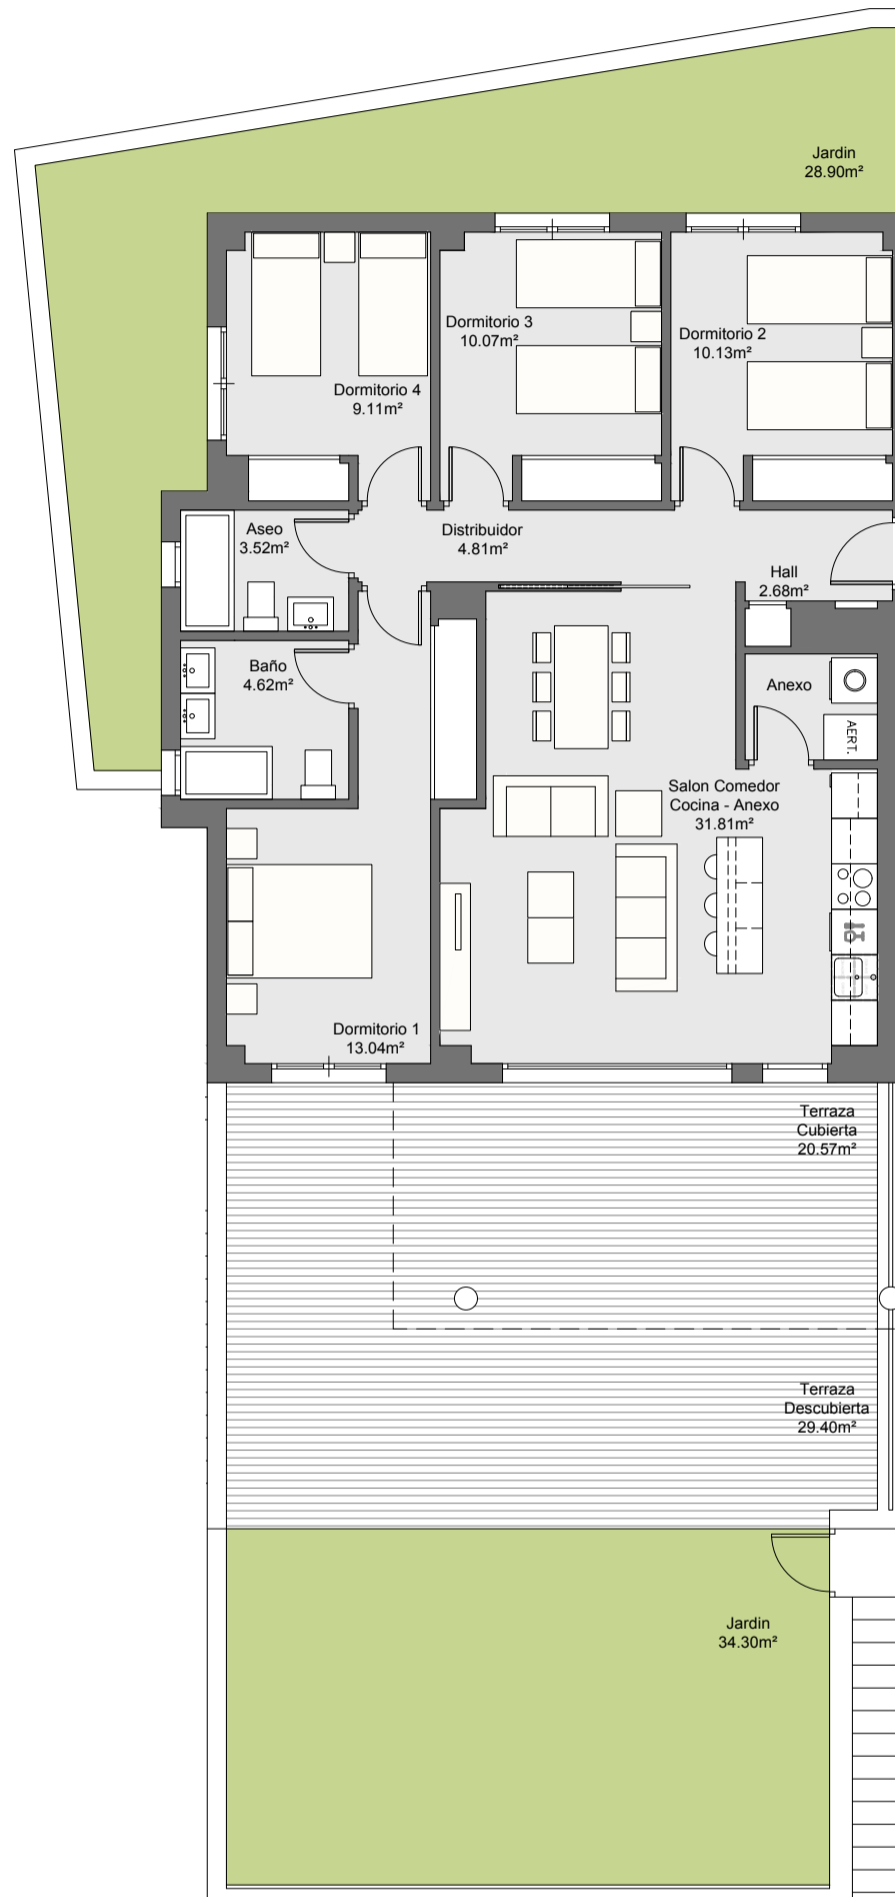 Jardin
28.90m²
Dormitorio 3
10.07m²
Dormitorio 2
10.13m²
Dormitorio 4
9.11m²
Aseo
3.52m²
Distribuidor
4.81m²
Hall
2.68m²
Baño
4.62m²
Anexo
AERT.
Salon Comedor
Cocina - Anexo
31.81m²
Dormitorio 1
13.04m²
Terraza
Cubierta
20.57m²
Terraza
Descubierta
29.40m²
Jardin
34.30m²